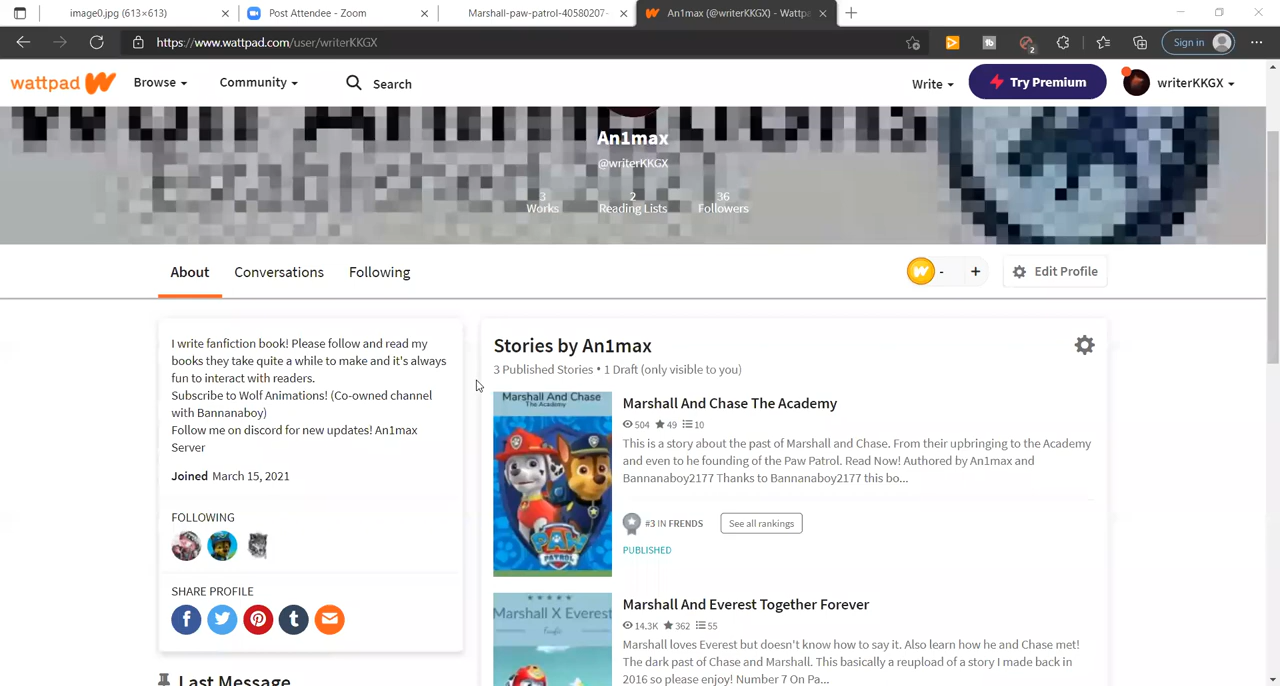 image0.jpg (613×613)
Post Attendee - Zoom
Marshall-paw-patrol-40580207-
An1max (@writerKKGX) - Wattp
https://www.wattpad.com/user/writerKKGX
2
Sign in
wattpad
Browse
Community
Search
Write
Try Premium
writerKKGX
An1max
@writerKKGX
3
2
36
Works
Reading Lists
Followers
About
Conversations
Following
-
+
Edit Profile
I write fanfiction book! Please follow and read my
books they take quite a while to make and it's always
fun to interact with readers.
Subscribe to Wolf Animations! (Co-owned channel
with Bannanaboy)
Follow me on discord for new updates! An1max
Server
Joined March 15, 2021
FOLLOWING
SHARE PROFILE
Last Message
Stories by An1max
3 Published Stories • 1 Draft (only visible to you)
Marshall And Chase
The Academy
PAW
PATROL
Marshall And Chase The Academy
504 49 10
This is a story about the past of Marshall and Chase. From their upbringing to the Academy
and even to he founding of the Paw Patrol. Read Now! Authored by An1max and
Bannanaboy2177 Thanks to Bannanaboy2177 this bo...
#3 IN FRENDS
See all rankings
PUBLISHED
Marshall X Everest
Marshall And Everest Together Forever
14.3K 362 55
Marshall loves Everest but doesn't know how to say it. Also learn how he and Chase met!
The dark past of Chase and Marshall. This basically a reupload of a story I made back in
2016 so please enjoy! Number 7 On Pa...